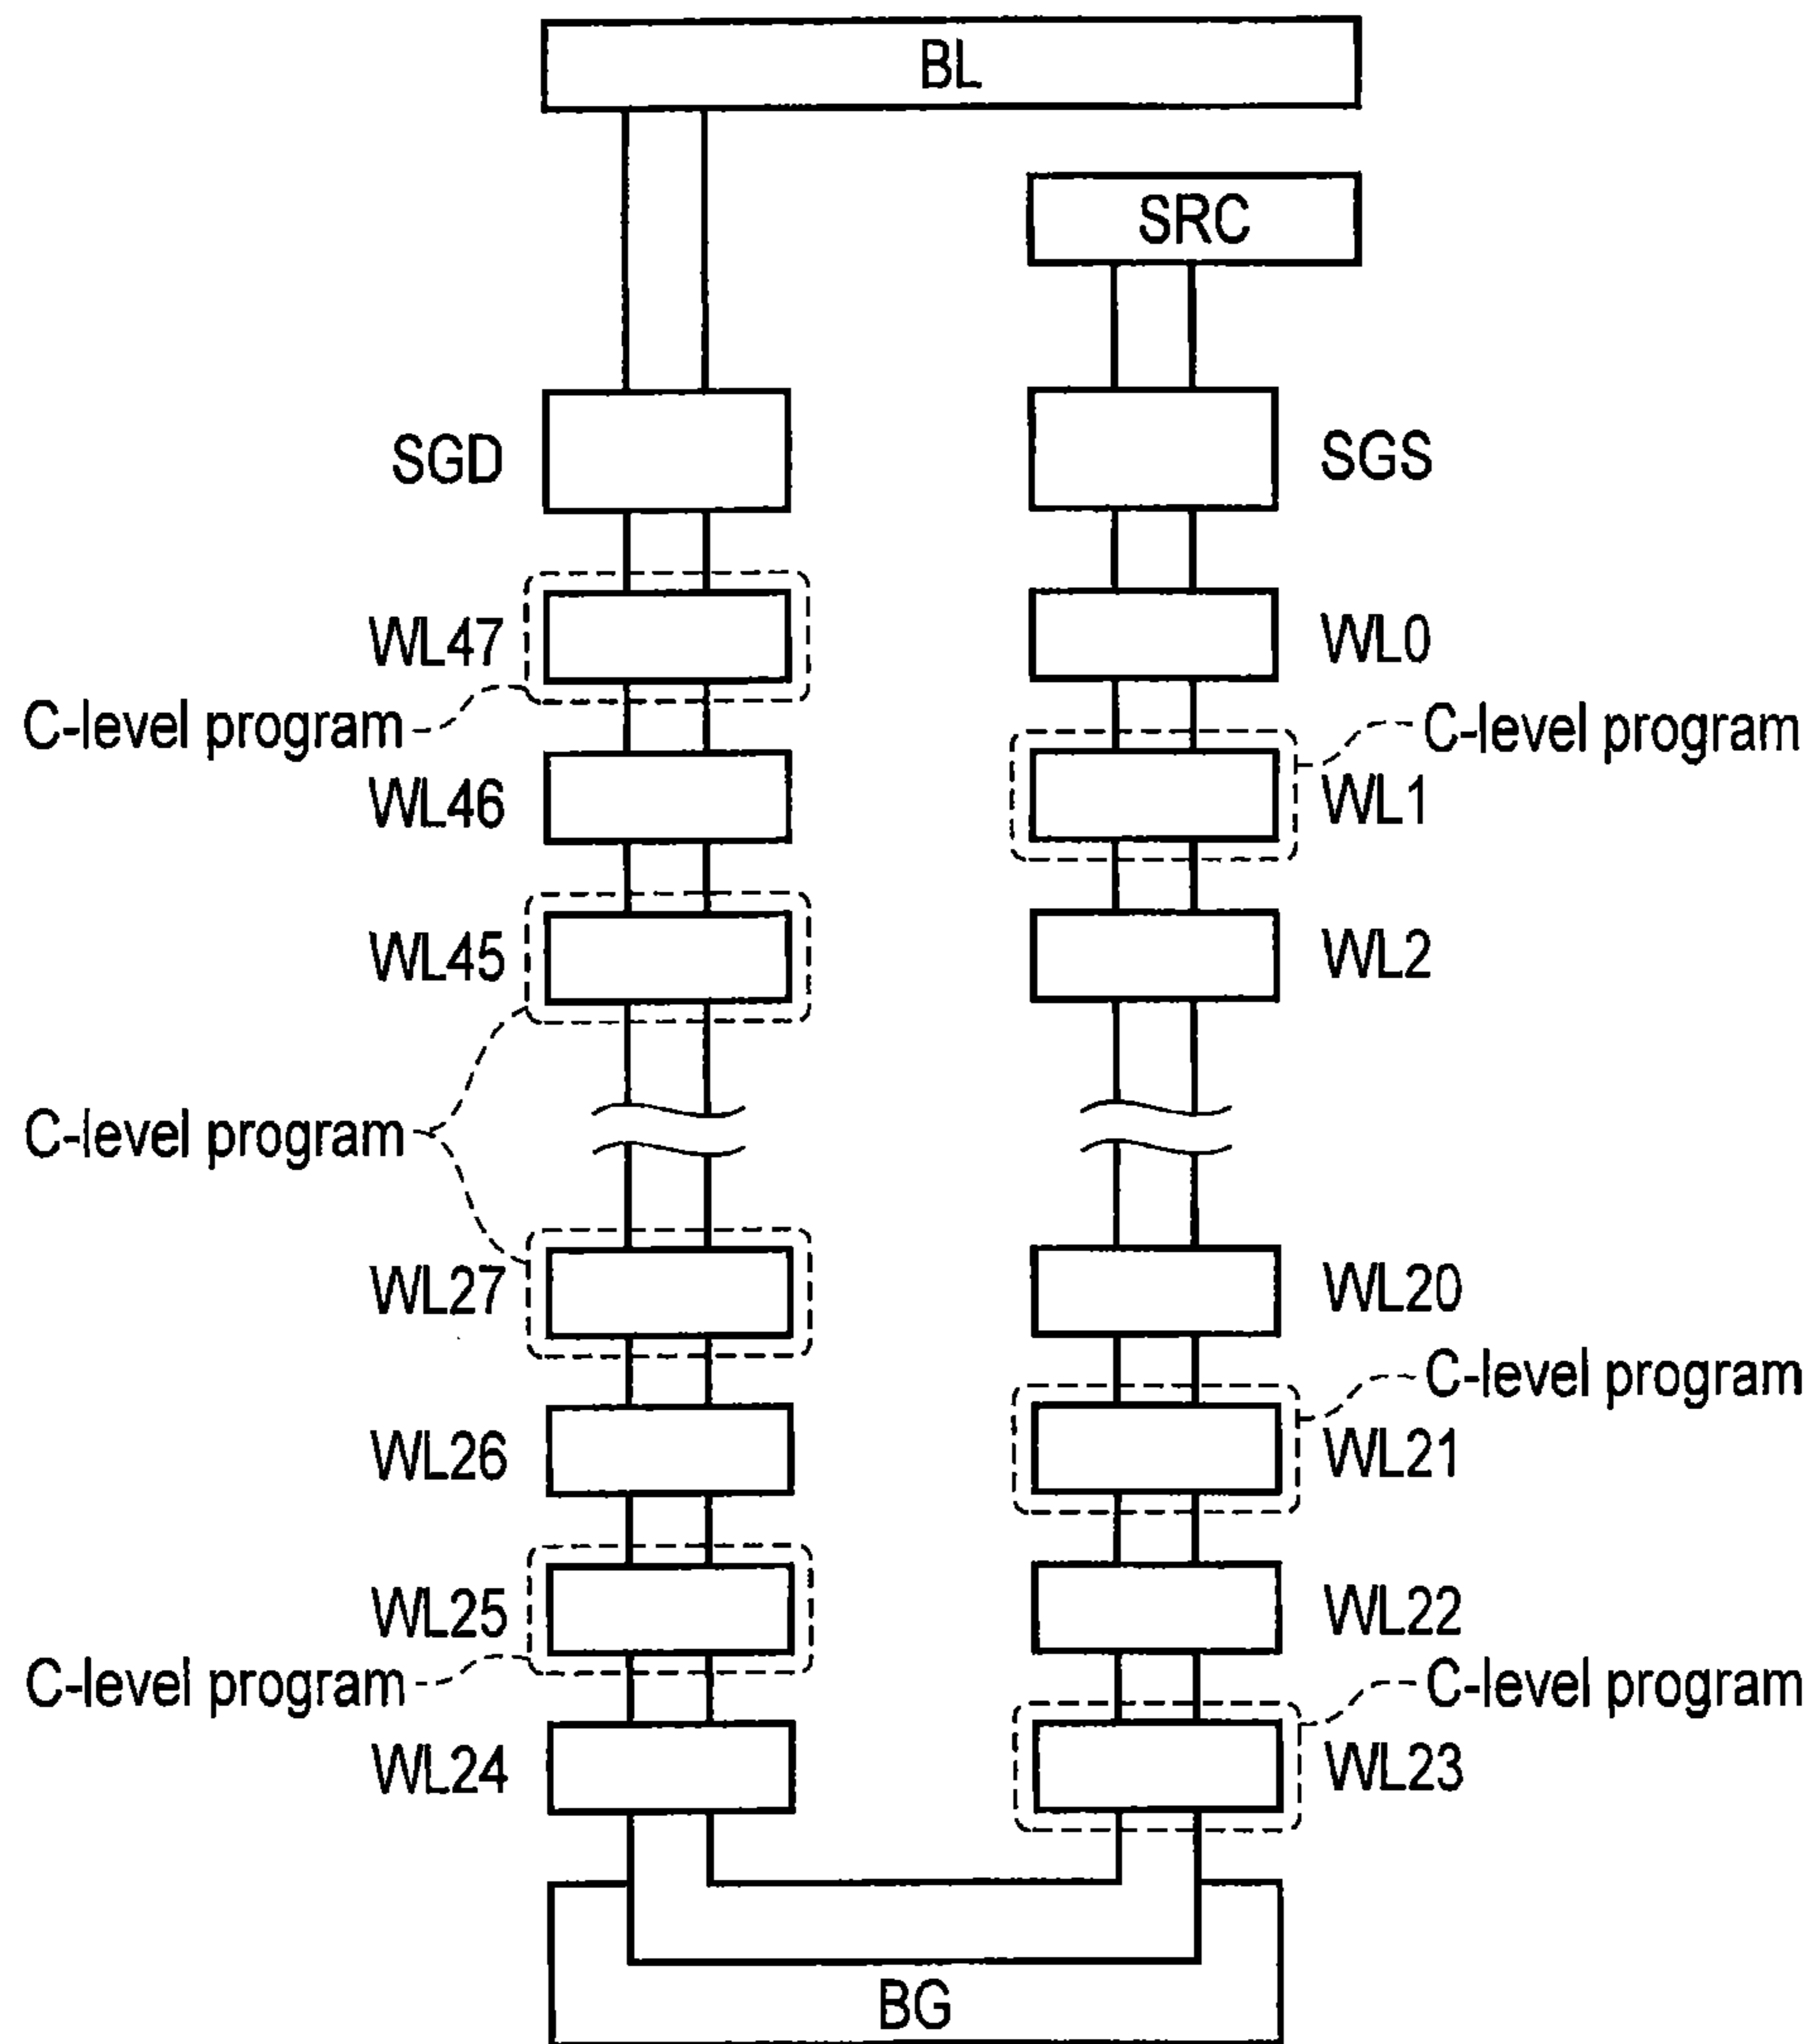 BL
SRC
SGD
SGS
WL47
WL0
C-level program
C-level program
WL46
WL1
WL45
WL2
C-level program
WL27
WL20
C-level program
WL26
WL21
WL25
WL22
C-level program
C-level program
WL24
WL23
BG